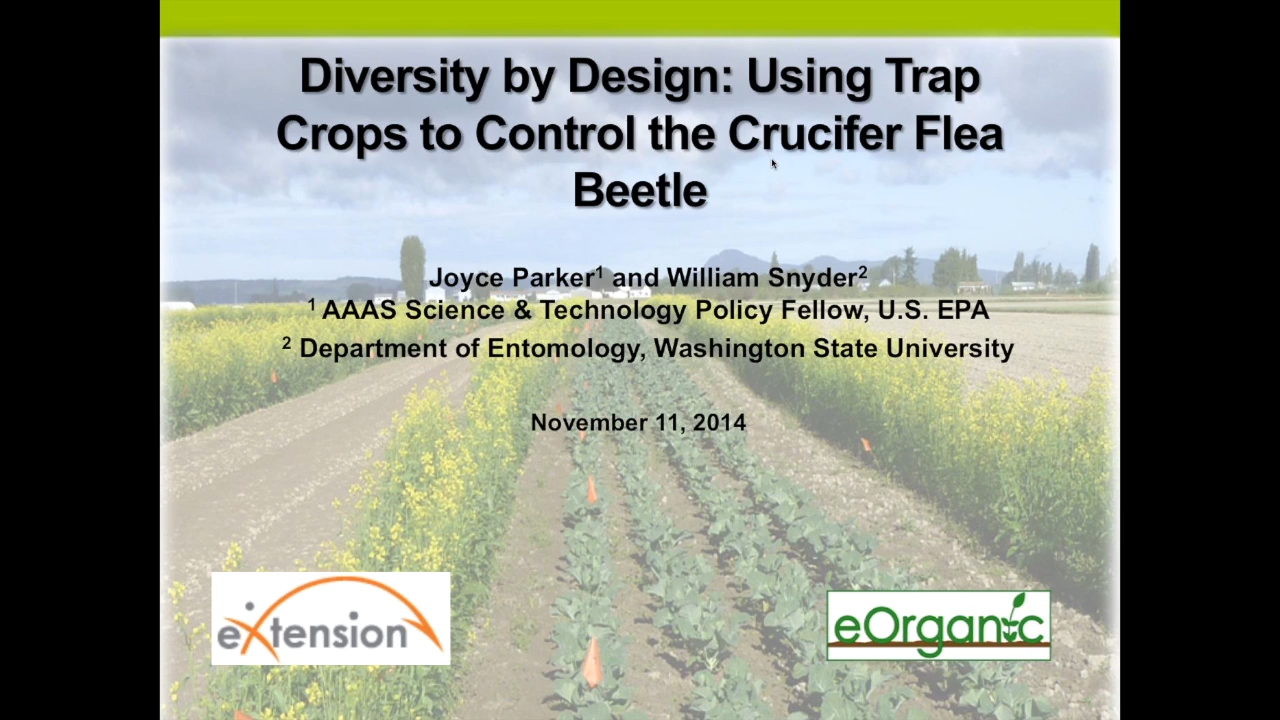 Diversity by Design: Using Trap
Crops to Control the Crucifer Flea
Beetle
Joyce Parker¹ and William Snyder²
¹ AAAS Science & Technology Policy Fellow, U.S. EPA
² Department of Entomology, Washington State University
November 11, 2014
eXtension
eOrganic